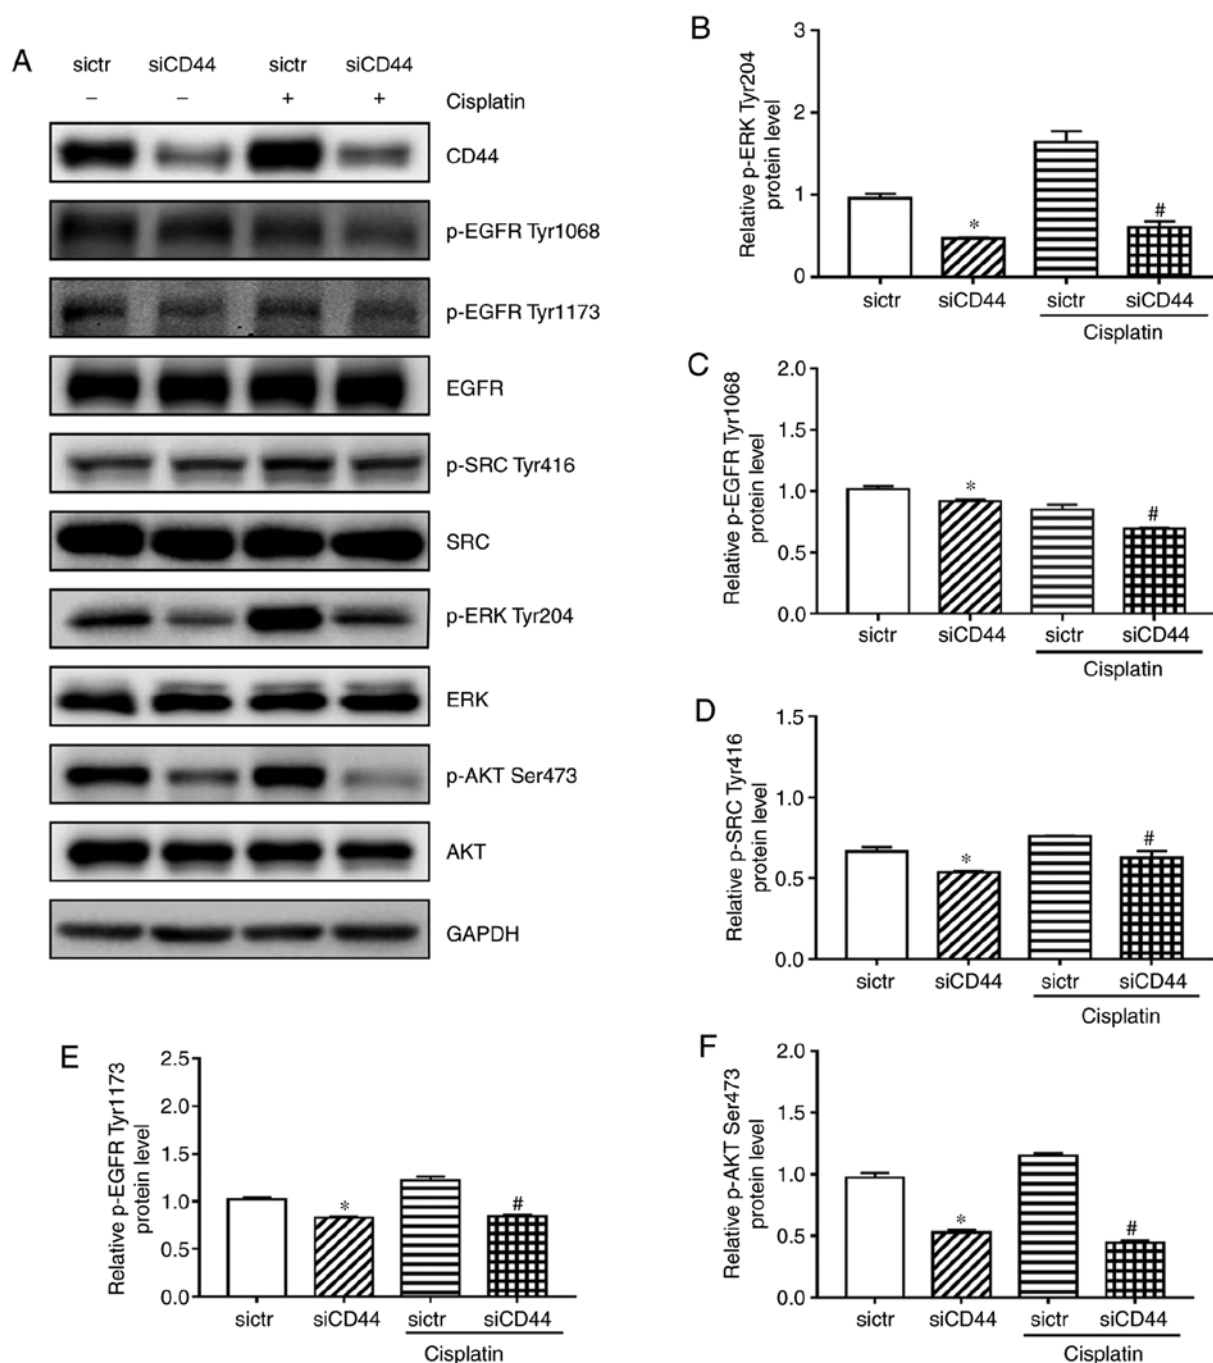 A
sictr siCD44 sictr siCD44
– – + + Cisplatin
CD44
p-EGFR Tyr1068
p-EGFR Tyr1173
EGFR
p-SRC Tyr416
SRC
p-ERK Tyr204
ERK
p-AKT Ser473
AKT
GAPDH
B
Relative p-ERK Tyr204
protein level
3
2
1
0
*
#
sictr siCD44 sictr siCD44
Cisplatin
C
Relative p-EGFR Tyr1068
protein level
2.0
1.5
1.0
0.5
0.0
*
#
sictr siCD44 sictr siCD44
Cisplatin
D
Relative p-SRC Tyr416
protein level
1.5
1.0
0.5
0.0
*
#
sictr siCD44 sictr siCD44
Cisplatin
E
Relative p-EGFR Tyr1173
protein level
2.5
2.0
1.5
1.0
0.5
0.0
*
#
sictr siCD44 sictr siCD44
Cisplatin
F
Relative p-AKT Ser473
protein level
2.0
1.5
1.0
0.5
0.0
*
#
sictr siCD44 sictr siCD44
Cisplatin